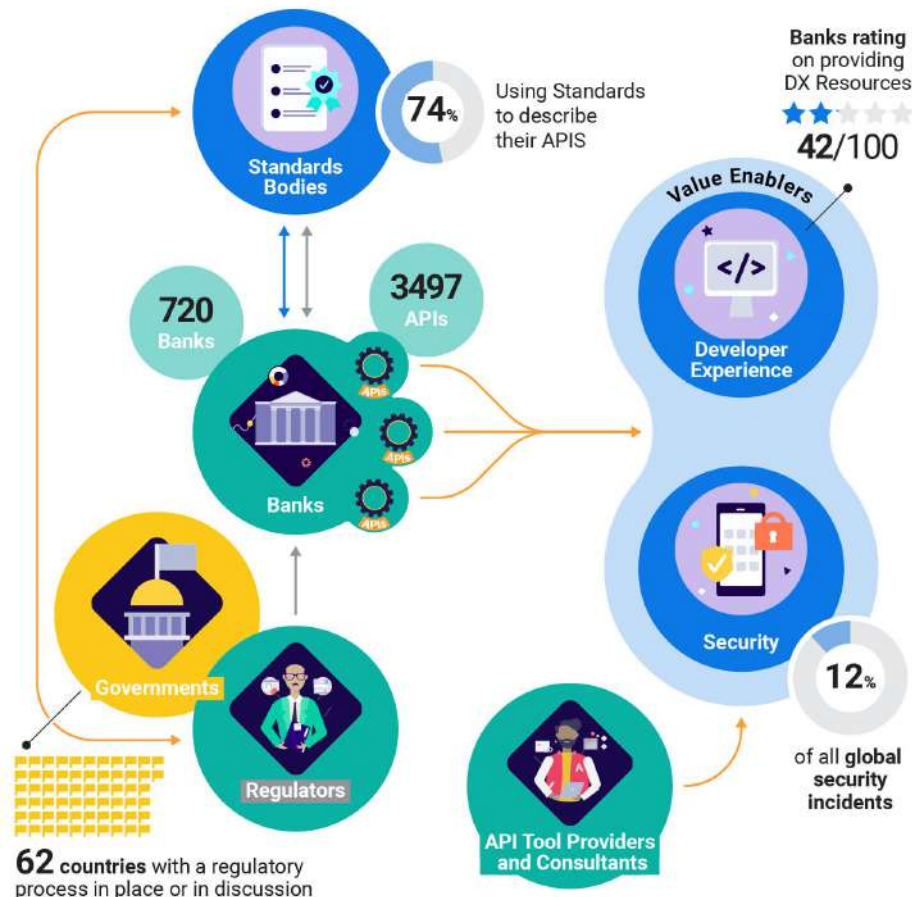 Banks rating
on providing
DX Resources
42/100
74%
Using Standards
to describe
their APIS
Standards
Bodies
Value Enablers
</>
Developer
Experience
720
Banks
3497
APIs
APIs
APIs
APIs
Banks
Security
12%
of all global
security
incidents
Governments
Regulators
A
API Tool Providers
and Consultants
62 countries with a regulatory
process in place or in discussion